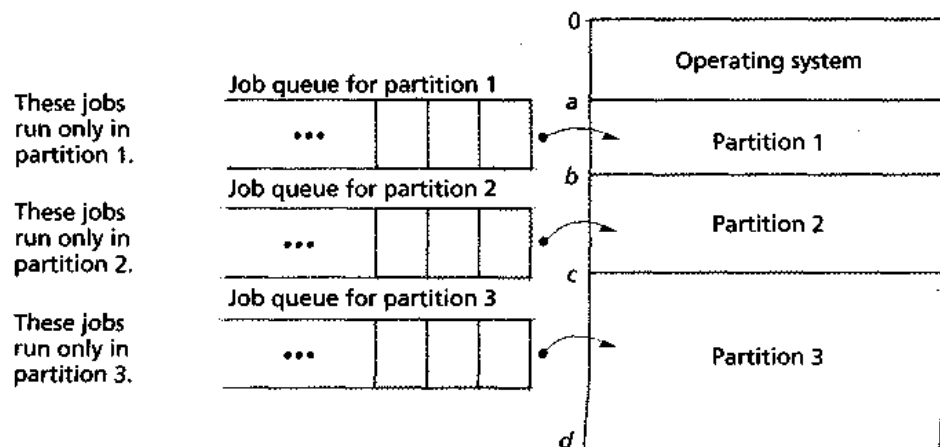 0
Operating system
Job queue for partition 1
a
These jobs
run only in
partition 1.
•••
Partition 1
b
Job queue for partition 2
These jobs
run only in
partition 2.
•••
Partition 2
c
Job queue for partition 3
These jobs
run only in
partition 3.
•••
Partition 3
d